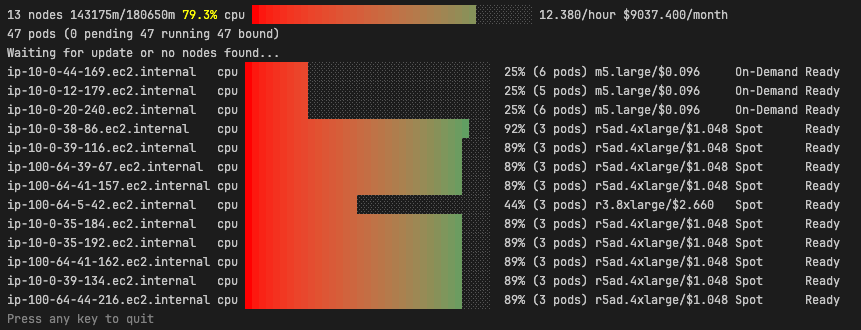 13 nodes 143175m/180650m 79.3% cpu 12.380/hour $9037.400/month
47 pods (0 pending 47 running 47 bound)
Waiting for update or no nodes found...
ip-10-0-44-169.ec2.internal cpu 25% (6 pods) m5.large/$0.096 On-Demand Ready
ip-10-0-12-179.ec2.internal cpu 25% (5 pods) m5.large/$0.096 On-Demand Ready
ip-10-0-20-240.ec2.internal cpu 25% (6 pods) m5.large/$0.096 On-Demand Ready
ip-10-0-38-86.ec2.internal cpu 92% (3 pods) r5ad.4xlarge/$1.048 Spot Ready
ip-10-0-39-116.ec2.internal cpu 89% (3 pods) r5ad.4xlarge/$1.048 Spot Ready
ip-100-64-39-67.ec2.internal cpu 89% (3 pods) r5ad.4xlarge/$1.048 Spot Ready
ip-100-64-41-157.ec2.internal cpu 89% (3 pods) r5ad.4xlarge/$1.048 Spot Ready
ip-100-64-5-42.ec2.internal cpu 44% (3 pods) r3.8xlarge/$2.660 Spot Ready
ip-10-0-35-184.ec2.internal cpu 89% (3 pods) r5ad.4xlarge/$1.048 Spot Ready
ip-10-0-35-192.ec2.internal cpu 89% (3 pods) r5ad.4xlarge/$1.048 Spot Ready
ip-100-64-41-162.ec2.internal cpu 89% (3 pods) r5ad.4xlarge/$1.048 Spot Ready
ip-10-0-39-134.ec2.internal cpu 89% (3 pods) r5ad.4xlarge/$1.048 Spot Ready
ip-100-64-44-216.ec2.internal cpu 89% (3 pods) r5ad.4xlarge/$1.048 Spot Ready
Press any key to quit